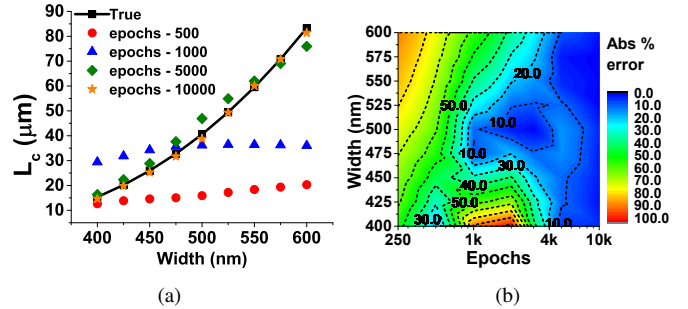 (a)
True
epochs - 500
epochs - 1000
epochs - 5000
epochs - 10000
L_c (μm)
90
80
70
60
50
40
30
20
10
400 450 500 550 600
Width (nm)
(a)
(b)
Width (nm)
600
575
550
525
500
475
450
425
400
20.0
50.0
10.0
10.0
30.0
40.0
50.0
30.0
10.0
250 1k 4k 10k
Epochs
Abs %
error
0.0
10.0
20.0
30.0
40.0
50.0
60.0
70.0
80.0
90.0
100.0
(b)